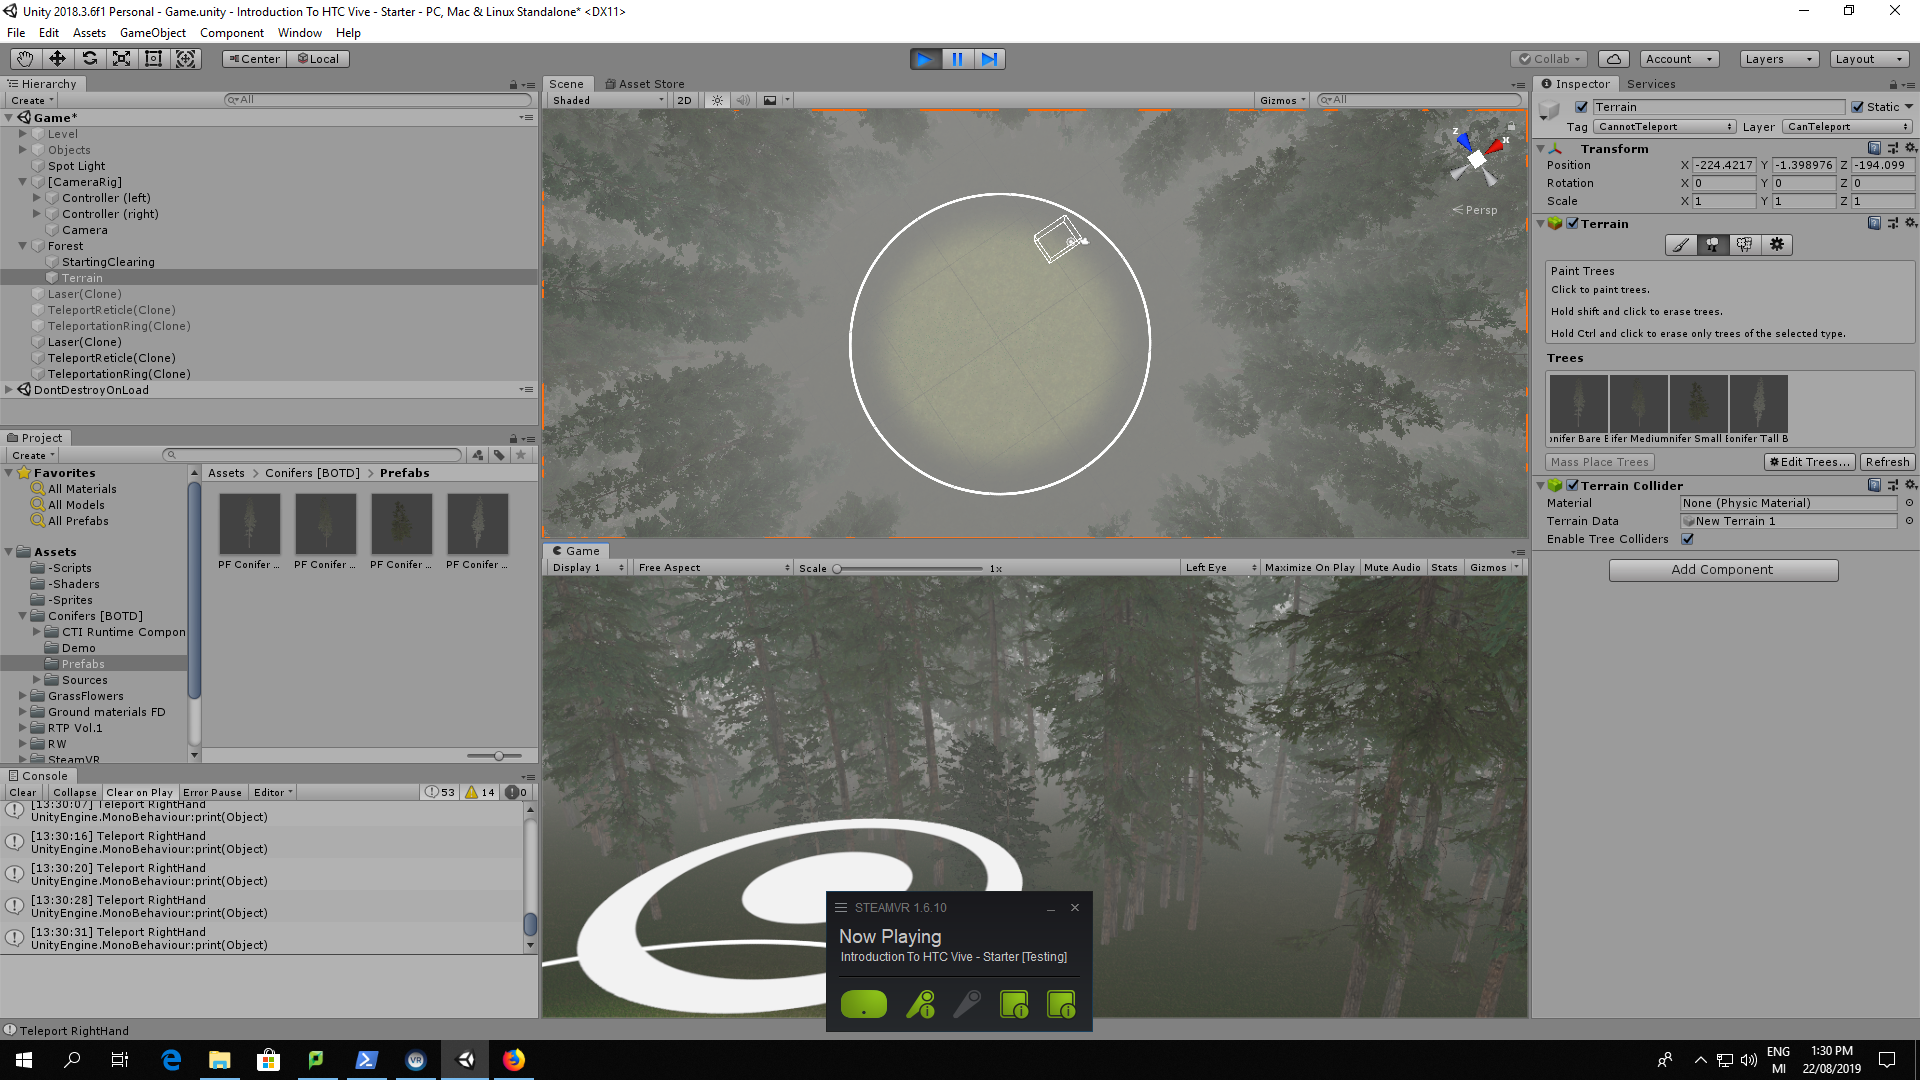 Unity 2018.3.6f1 Personal - Game.unity - Introduction To HTC Vive - Starter - PC, Mac & Linux Standalone* <DX11>
File Edit Assets GameObject Component Window Help
Center Local
Collab Account Layers Layout
Hierarchy
Create All
Game*
Level
Objects
Spot Light
[CameraRig]
Controller (left)
Controller (right)
Camera
Forest
StartingClearing
Terrain
Laser(Clone)
TeleportReticle(Clone)
TeleportationRing(Clone)
Laser(Clone)
TeleportReticle(Clone)
TeleportationRing(Clone)
DontDestroyOnLoad
Project
Create
Favorites
All Materials
All Models
All Prefabs
Assets
-Scripts
-Shaders
-Sprites
Conifers [BOTD]
CTI Runtime Compon
Demo
Prefabs
Sources
GrassFlowers
Ground materials FD
RTP Vol.1
RW
SteamVR
Assets > Conifers [BOTD] > Prefabs
PF Conifer ... PF Conifer ... PF Conifer ... PF Conifer ...
Console
Clear Collapse Clear on Play Error Pause Editor 53 14 0
[13:30:07] Teleport RightHand
UnityEngine.MonoBehaviour:print(Object)
[13:30:16] Teleport RightHand
UnityEngine.MonoBehaviour:print(Object)
[13:30:20] Teleport RightHand
UnityEngine.MonoBehaviour:print(Object)
[13:30:28] Teleport RightHand
UnityEngine.MonoBehaviour:print(Object)
[13:30:31] Teleport RightHand
UnityEngine.MonoBehaviour:print(Object)
Teleport RightHand
Scene Asset Store
Shaded 2D Gizmos All
z x
Persp
Game
Display 1 Free Aspect Scale 1x Left Eye Maximize On Play Mute Audio Stats Gizmos
STEAMVR 1.6.10
Now Playing
Introduction To HTC Vive - Starter [Testing]
Inspector Services
Terrain Static
Tag CannotTeleport Layer CanTeleport
Transform
Position X -224.4217 Y -1.398976 Z -194.099
Rotation X 0 Y 0 Z 0
Scale X 1 Y 1 Z 1
Terrain
Paint Trees
Click to paint trees.
Hold shift and click to erase trees.
Hold Ctrl and click to erase only trees of the selected type.
Trees
onifer Bare E ifer Medium nifer Small E onifer Tall B
Mass Place Trees Edit Trees... Refresh
Terrain Collider
Material None (Physic Material)
Terrain Data New Terrain 1
Enable Tree Colliders
Add Component
VR
ENG
MI
1:30 PM
22/08/2019